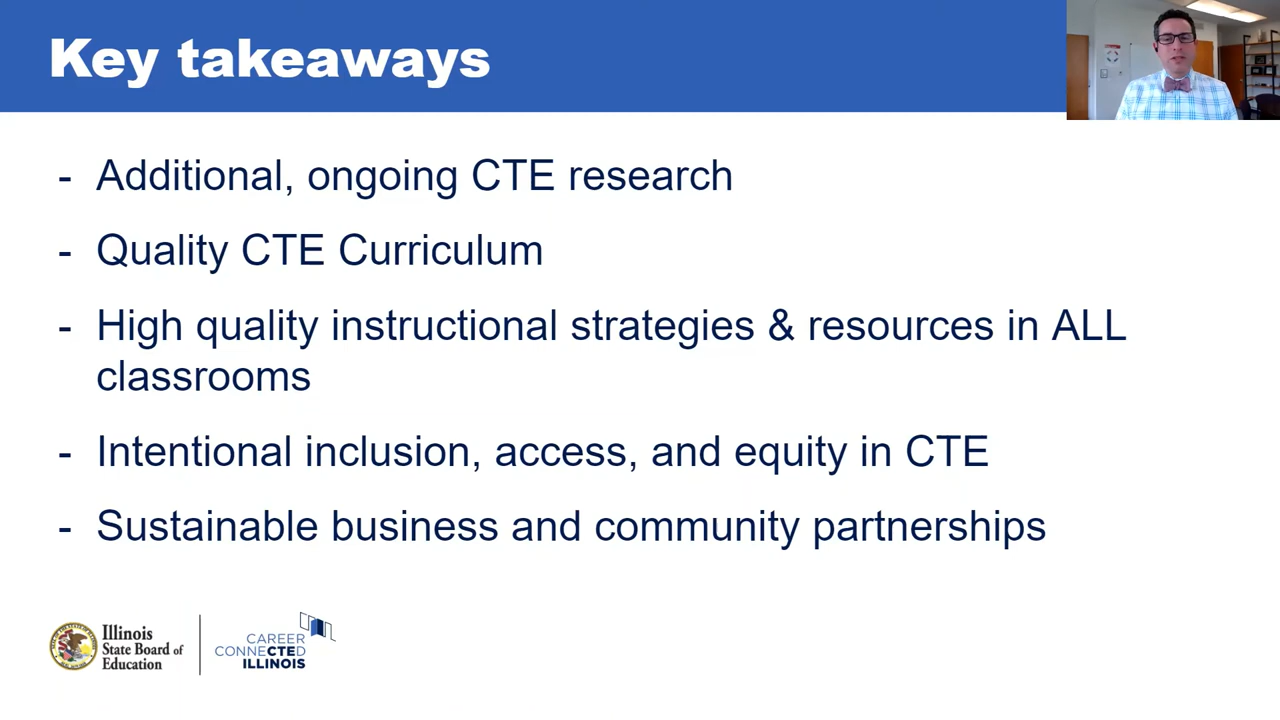 Key takeaways
- Additional, ongoing CTE research
- Quality CTE Curriculum
- High quality instructional strategies & resources in ALL
classrooms
- Intentional inclusion, access, and equity in CTE
- Sustainable business and community partnerships
Illinois
State Board of
Education
CAREER
CONNECTED
ILLINOIS